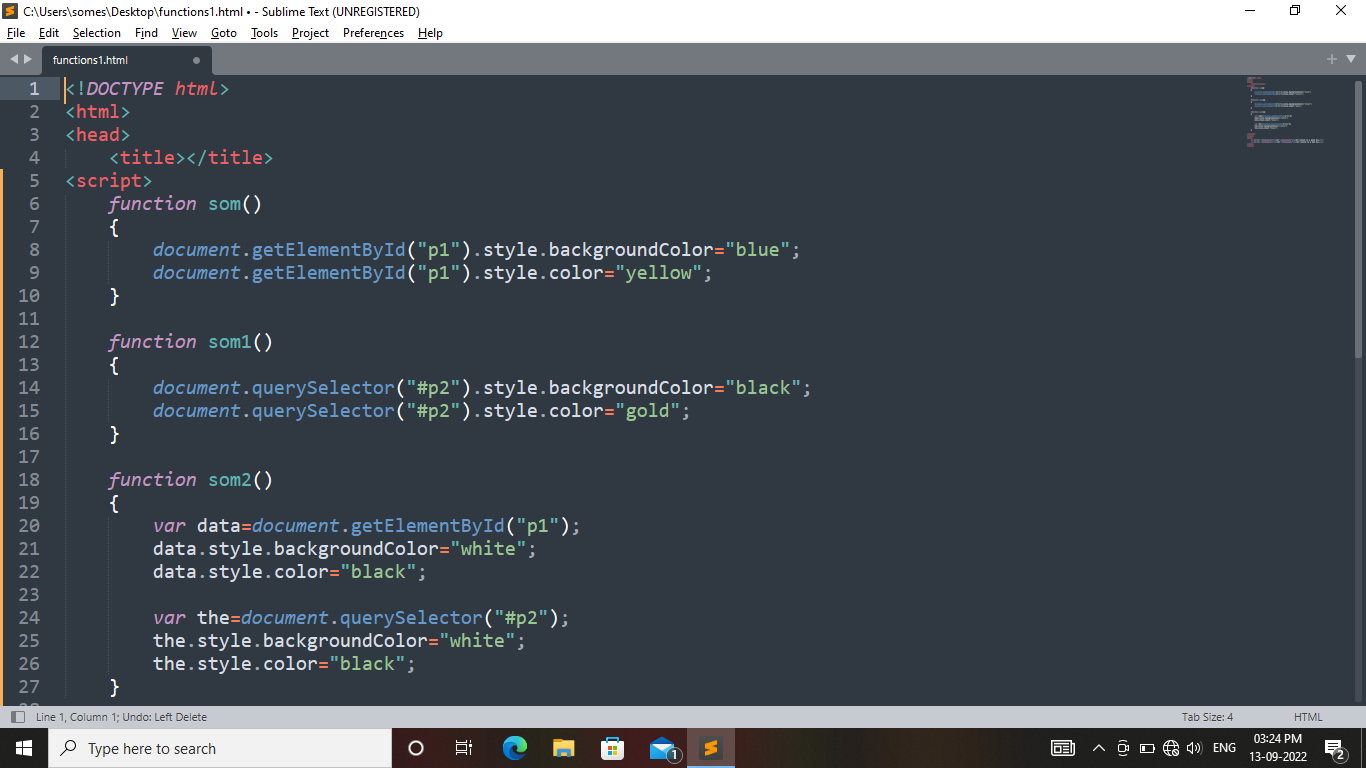 C:\Users\somes\Desktop\functions1.html • - Sublime Text (UNREGISTERED)
File Edit Selection Find View Goto Tools Project Preferences Help
functions1.html
1 <!DOCTYPE html>
2 <html>
3 <head>
4     <title></title>
5 <script>
6     function som()
7     {
8         document.getElementById("p1").style.backgroundColor="blue";
9         document.getElementById("p1").style.color="yellow";
10     }
11
12     function som1()
13     {
14         document.querySelector("#p2").style.backgroundColor="black";
15         document.querySelector("#p2").style.color="gold";
16     }
17
18     function som2()
19     {
20         var data=document.getElementById("p1");
21         data.style.backgroundColor="white";
22         data.style.color="black";
23
24         var the=document.querySelector("#p2");
25         the.style.backgroundColor="white";
26         the.style.color="black";
27     }
Line 1, Column 1; Undo: Left Delete Tab Size: 4 HTML
Type here to search 1 ENG 03:24 PM
13-09-2022 2